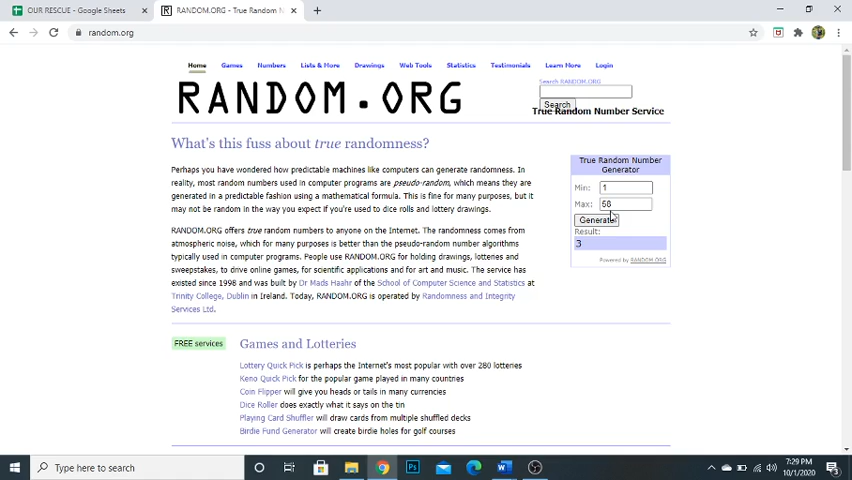 OUR RESCUE - Google Sheets
RANDOM.ORG - True Random N
random.org
Home Games Numbers Lists & More Drawings Web Tools Statistics Testimonials Learn More Login
Search RANDOM.ORG
RANDOM.ORG
Search
True Random Number Service
What's this fuss about true randomness?
Perhaps you have wondered how predictable machines like computers can generate randomness. In
reality, most random numbers used in computer programs are pseudo-random, which means they are
generated in a predictable fashion using a mathematical formula. This is fine for many purposes, but it
may not be random in the way you expect if you're used to dice rolls and lottery drawings.
RANDOM.ORG offers true random numbers to anyone on the Internet. The randomness comes from
atmospheric noise, which for many purposes is better than the pseudo-random number algorithms
typically used in computer programs. People use RANDOM.ORG for holding drawings, lotteries and
sweepstakes, to drive online games, for scientific applications and for art and music. The service has
existed since 1998 and was built by Dr Mads Haahr of the School of Computer Science and Statistics at
Trinity College, Dublin in Ireland. Today, RANDOM.ORG is operated by Randomness and Integrity
Services Ltd.
True Random Number
Generator
Min: 1
Max: 58
Generate
Result:
3
Powered by RANDOM.ORG
FREE services
Games and Lotteries
Lottery Quick Pick is perhaps the Internet's most popular with over 280 lotteries
Keno Quick Pick for the popular game played in many countries
Coin Flipper will give you heads or tails in many currencies
Dice Roller does exactly what it says on the tin
Playing Card Shuffler will draw cards from multiple shuffled decks
Birdie Fund Generator will create birdie holes for golf courses
Type here to search
7:29 PM
10/1/2020